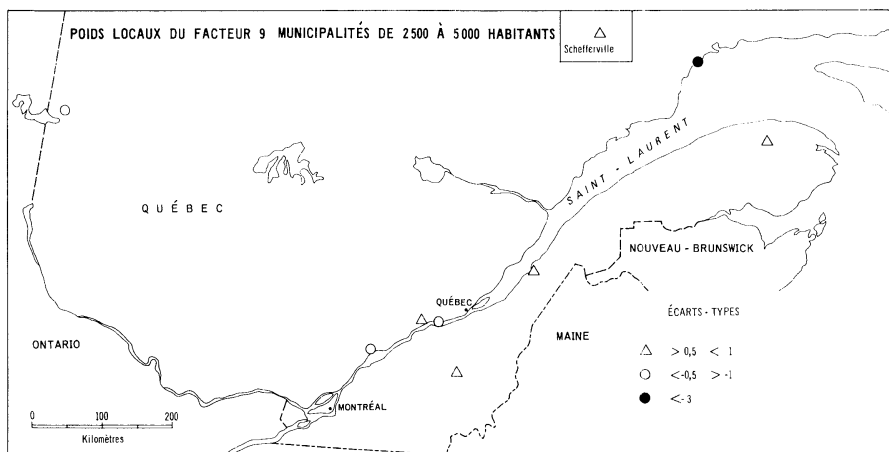 POIDS LOCAUX DU FACTEUR 9 MUNICIPALITÉS DE 2500 À 5000 HABITANTS
Schefferville
SAINT - LAURENT
QUÉBEC
NOUVEAU - BRUNSWICK
QUÉBEC
ÉCARTS - TYPES
ONTARIO
MAINE
> 0,5 < 1
<-0,5 > -1
<- 3
MONTRÉAL
0 100 200
Kilomètres